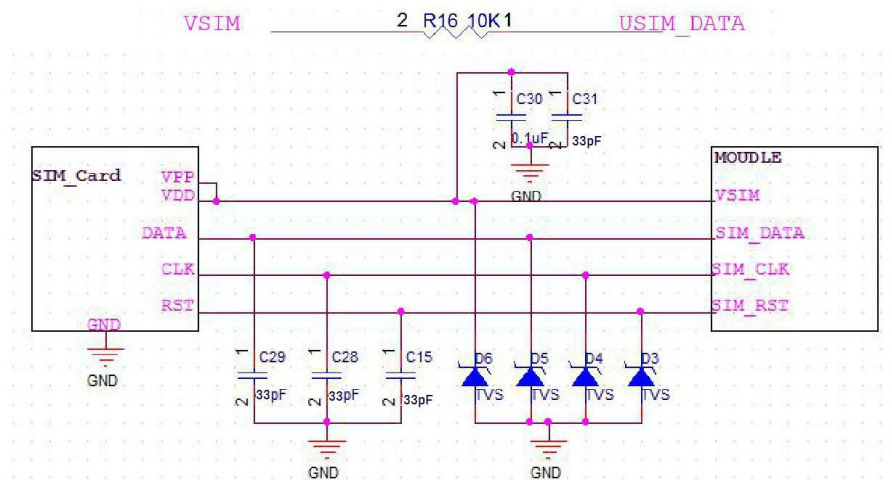 VSIM 2 R16 10K 1 USIM_DATA
1 C30 1 C31
2 0.1uF 2 33pF
GND
SIM_Card MOUDLE
VPP
VDD VSIM
DATA SIM_DATA
CLK SIM_CLK
RST SIM_RST
GND
GND
1 C29 1 C28 1 C15 D6 D5 D4 D3
2 33pF 2 33pF 2 33pF TVS TVS TVS TVS
GND GND